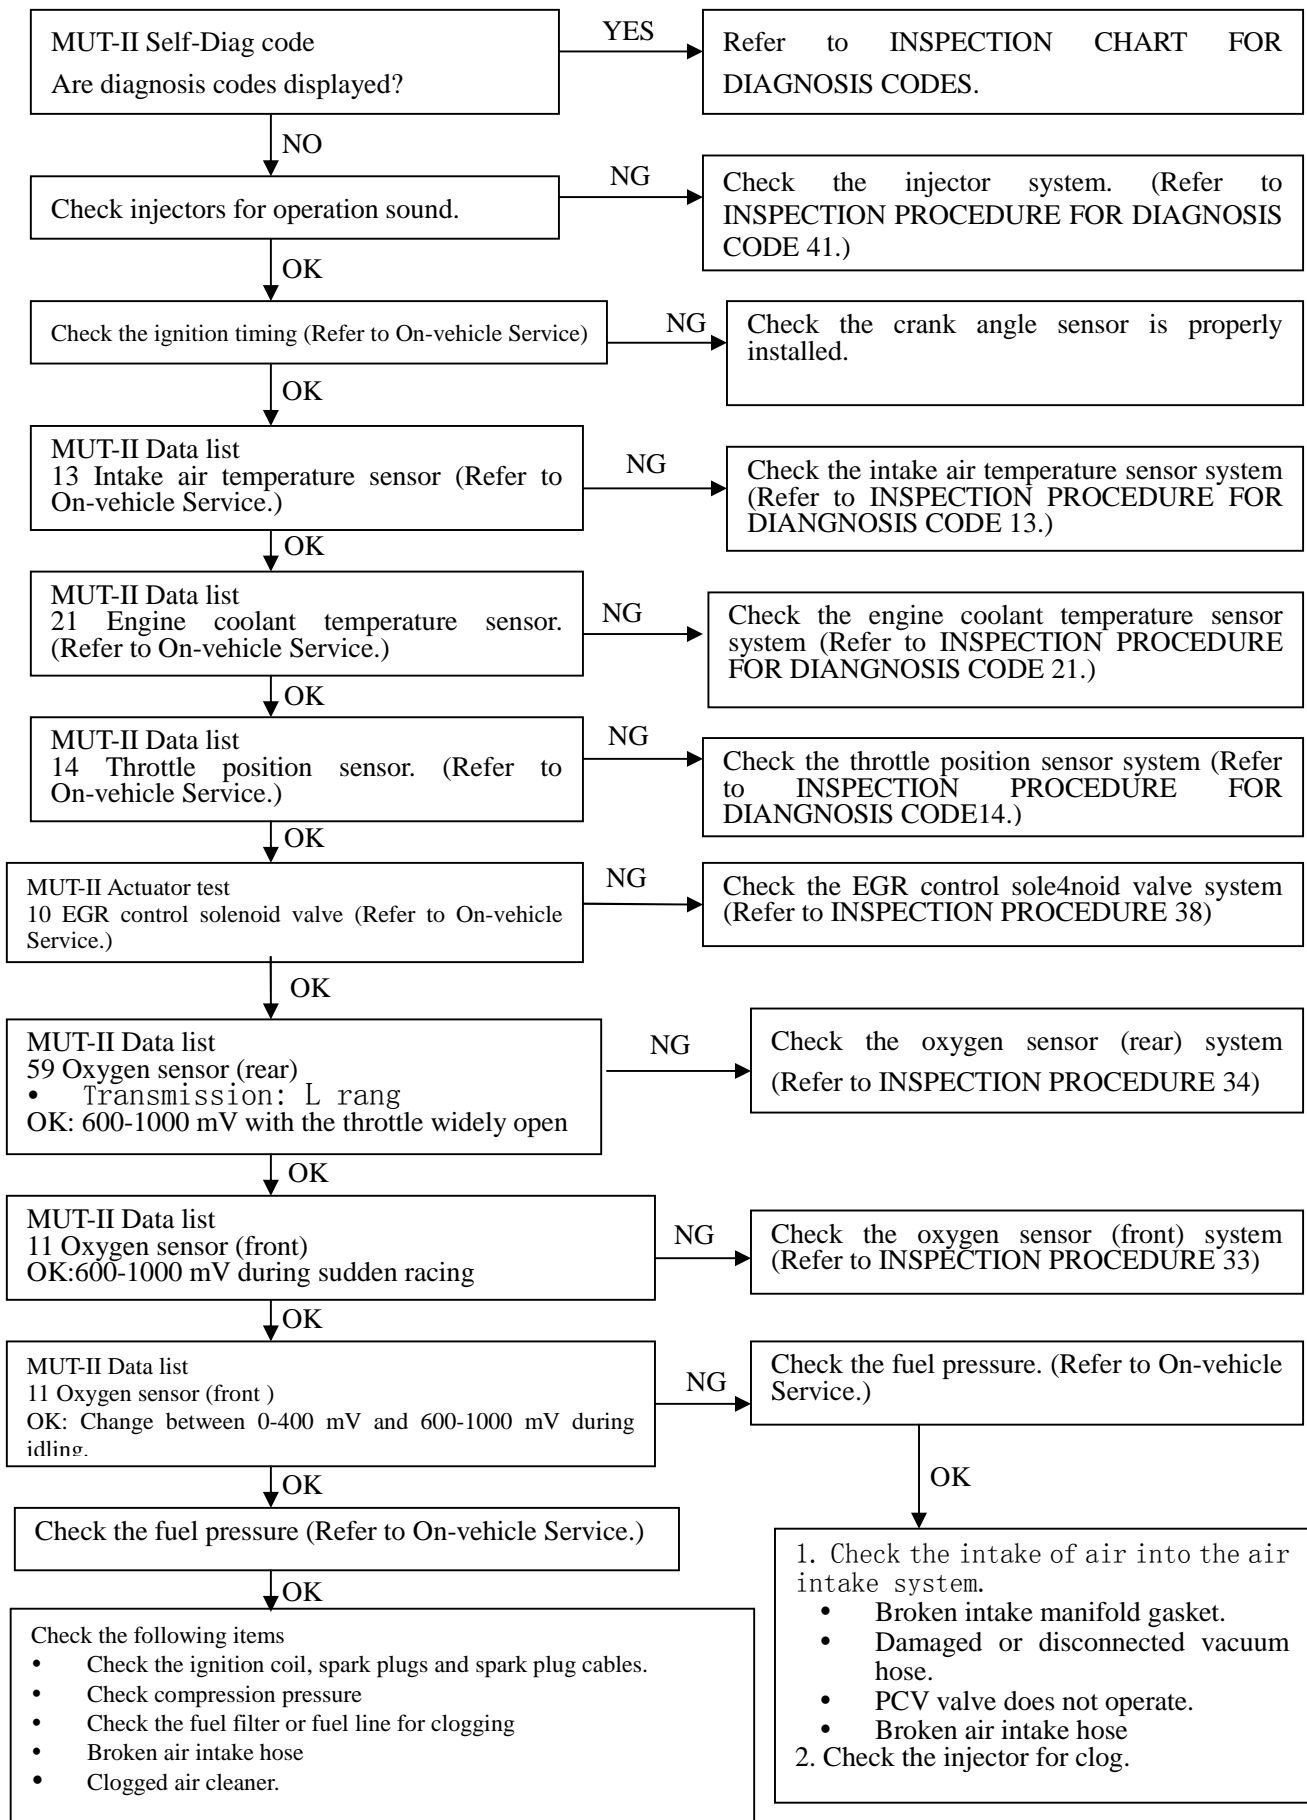 MUT-II Self-Diag code
Are diagnosis codes displayed?
YES
Refer to INSPECTION CHART FOR
DIAGNOSIS CODES.
NO
Check injectors for operation sound.
NG
Check the injector system. (Refer to
INSPECTION PROCEDURE FOR DIAGNOSIS
CODE 41.)
OK
Check the ignition timing (Refer to On-vehicle Service)
NG
Check the crank angle sensor is properly
installed.
OK
MUT-II Data list
13 Intake air temperature sensor (Refer to
On-vehicle Service.)
NG
Check the intake air temperature sensor system
(Refer to INSPECTION PROCEDURE FOR
DIANGNOSIS CODE 13.)
OK
MUT-II Data list
21 Engine coolant temperature sensor.
(Refer to On-vehicle Service.)
NG
Check the engine coolant temperature sensor
system (Refer to INSPECTION PROCEDURE
FOR DIANGNOSIS CODE 21.)
OK
MUT-II Data list
14 Throttle position sensor. (Refer to
On-vehicle Service.)
NG
Check the throttle position sensor system (Refer
to INSPECTION PROCEDURE FOR
DIANGNOSIS CODE14.)
OK
MUT-II Actuator test
10 EGR control solenoid valve (Refer to On-vehicle
Service.)
NG
Check the EGR control sole4noid valve system
(Refer to INSPECTION PROCEDURE 38)
OK
MUT-II Data list
59 Oxygen sensor (rear)
• Transmission: L rang
OK: 600-1000 mV with the throttle widely open
NG
Check the oxygen sensor (rear) system
(Refer to INSPECTION PROCEDURE 34)
OK
MUT-II Data list
11 Oxygen sensor (front)
OK:600-1000 mV during sudden racing
NG
Check the oxygen sensor (front) system
(Refer to INSPECTION PROCEDURE 33)
OK
MUT-II Data list
11 Oxygen sensor (front )
OK: Change between 0-400 mV and 600-1000 mV during
idling.
NG
Check the fuel pressure. (Refer to On-vehicle
Service.)
OK
Check the fuel pressure (Refer to On-vehicle Service.)
OK
Check the following items
• Check the ignition coil, spark plugs and spark plug cables.
• Check compression pressure
• Check the fuel filter or fuel line for clogging
• Broken air intake hose
• Clogged air cleaner.
OK
1. Check the intake of air into the air
intake system.
• Broken intake manifold gasket.
• Damaged or disconnected vacuum
hose.
• PCV valve does not operate.
• Broken air intake hose
2. Check the injector for clog.